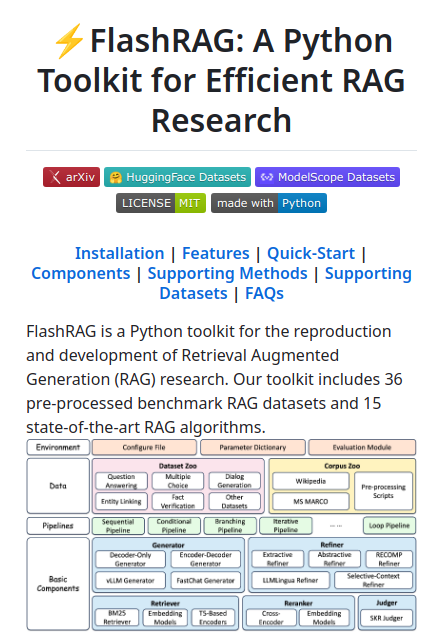 ⚡FlashRAG: A Python
Toolkit for Efficient RAG
Research
arXiv HuggingFace Datasets ModelScope Datasets
LICENSE MIT made with Python
Installation | Features | Quick-Start |
Components | Supporting Methods | Supporting
Datasets | FAQs
FlashRAG is a Python toolkit for the reproduction
and development of Retrieval Augmented
Generation (RAG) research. Our toolkit includes 36
pre-processed benchmark RAG datasets and 15
state-of-the-art RAG algorithms.
Environment
Configure File
Parameter Dictionary
Evaluation Module
Data
Dataset Zoo
Question
Answering
Multiple
Choice
Dialog
Generation
Entity Linking
Fact
Verification
Other
Datasets
Corpus Zoo
Wikipedia
MS MARCO
Pre-processing
Scripts
Pipelines
Sequential
Pipeline
Conditional
Pipeline
Branching
Pipeline
Iterative
Pipeline
... ...
Loop Pipeline
Basic
Components
Generator
Decoder-Only
Generator
Encoder-Decoder
Generator
vLLM Generator
FastChat Generator
Refiner
Extractive
Refiner
Abstractive
Refiner
RECOMP
Refiner
LLMLingua Refiner
Selective-Context
Refiner
Retriever
BM25
Retriever
Embedding
Models
T5-Based
Encoders
Reranker
Cross-
Encoder
Embedding
Models
Judger
SKR Judger